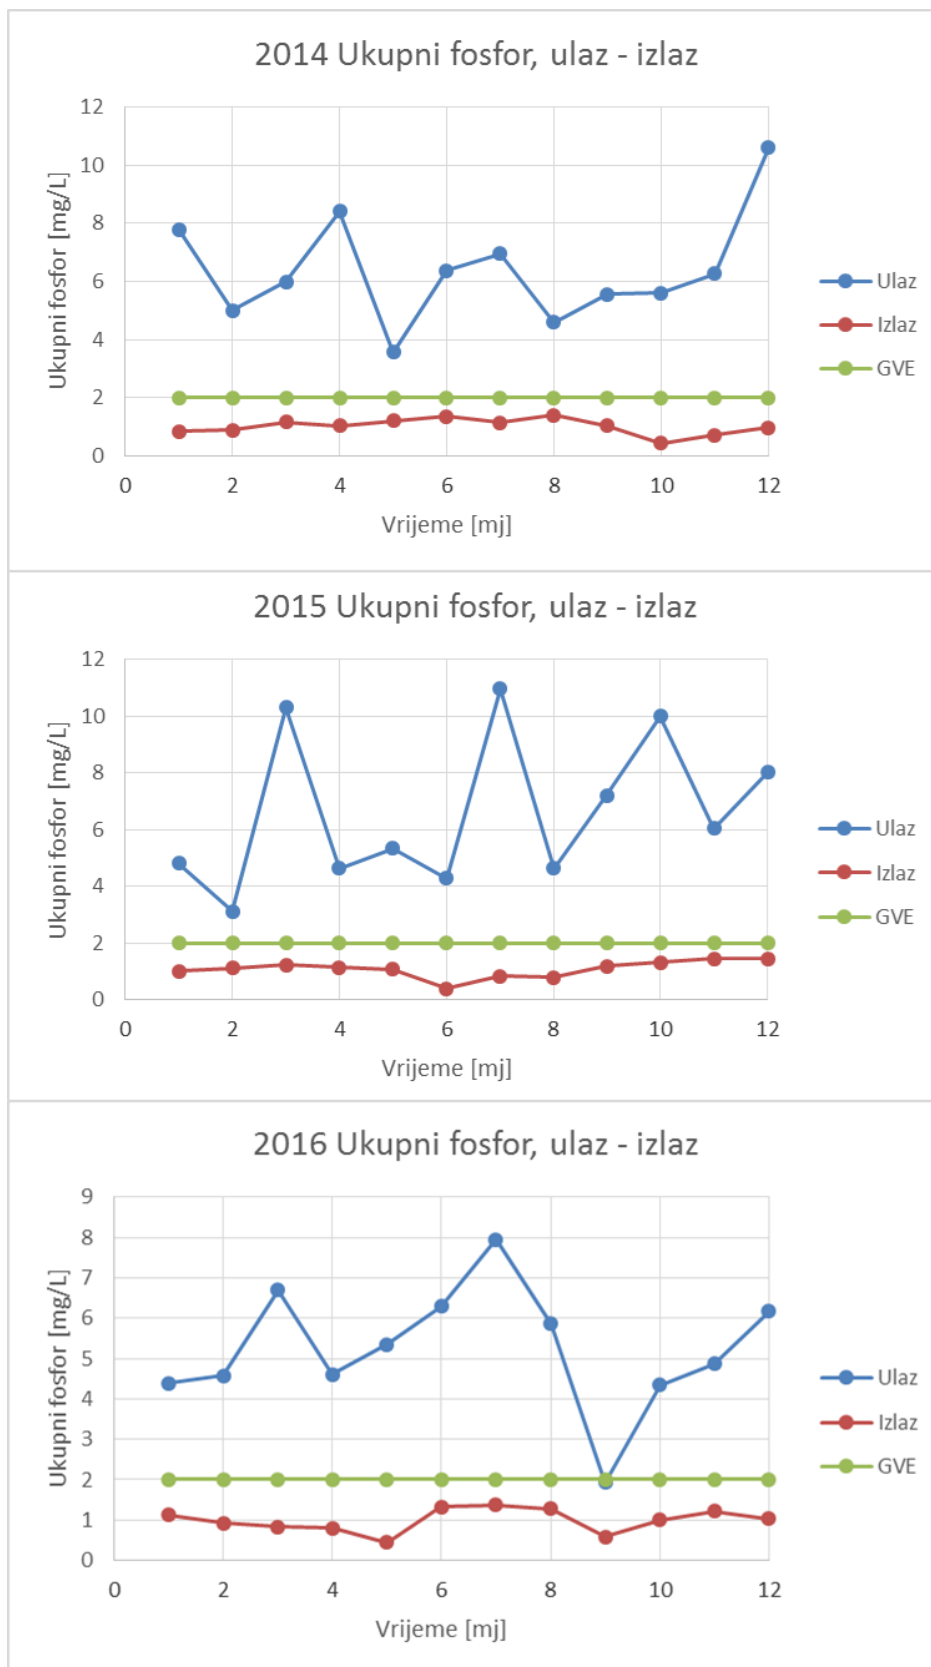 2014 Ukupni fosfor, ulaz - izlaz
Ukupni fosfor [mg/L]
12
10
8
6
4
2
0
0 2 4 6 8 10 12
Vrijeme [mj]
Ulaz
Izlaz
GVE
2015 Ukupni fosfor, ulaz - izlaz
Ukupni fosfor [mg/L]
12
10
8
6
4
2
0
0 2 4 6 8 10 12
Vrijeme [mj]
Ulaz
Izlaz
GVE
2016 Ukupni fosfor, ulaz - izlaz
Ukupni fosfor [mg/L]
9
8
7
6
5
4
3
2
1
0
0 2 4 6 8 10 12
Vrijeme [mj]
Ulaz
Izlaz
GVE